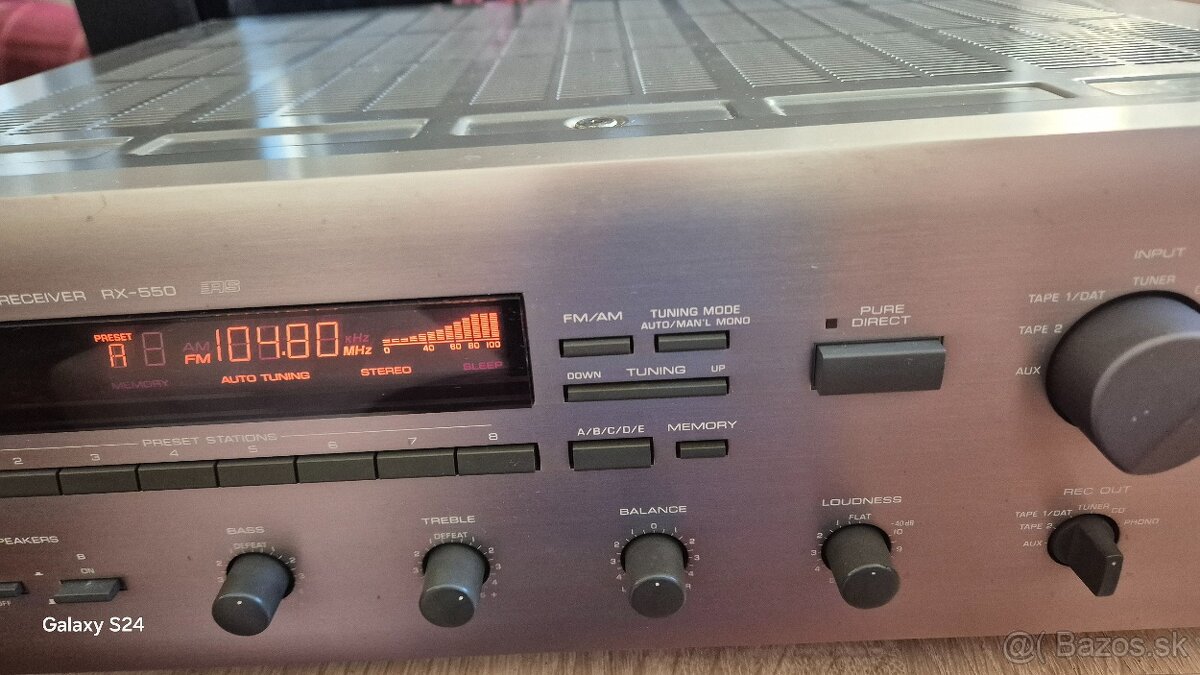 RECEIVER RX-550 RS
PRESET
A
AM
FM 104.80 kHz
MHz
MEMORY
AUTO TUNING
STEREO
SLEEP
0 40 60 80 100
FM/AM
TUNING MODE
AUTO/MAN'L MONO
DOWN TUNING UP
A/B/C/D/E
MEMORY
PURE
DIRECT
INPUT
TUNER
TAPE 1/DAT
TAPE 2
AUX
PRESET STATIONS
2 3 4 5 6 7 8
SPEAKERS
B
ON
OFF
BASS
DEFEAT
TREBLE
DEFEAT
BALANCE
0
LOUDNESS
FLAT
REC OUT
TUNER
TAPE 1/DAT
CD
TAPE 2
PHONO
AUX
Galaxy S24
@( Bazos.sk